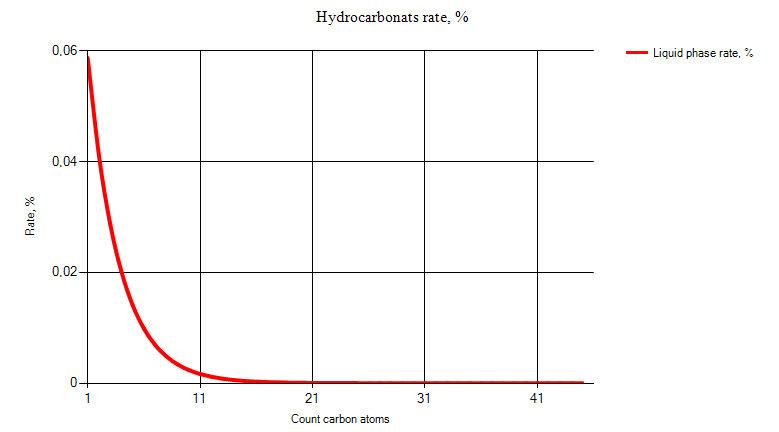 Hydrocarbonats rate, %
Liquid phase rate, %
0,06
0,04
0,02
0
Rate, %
1 11 21 31 41
Count carbon atoms